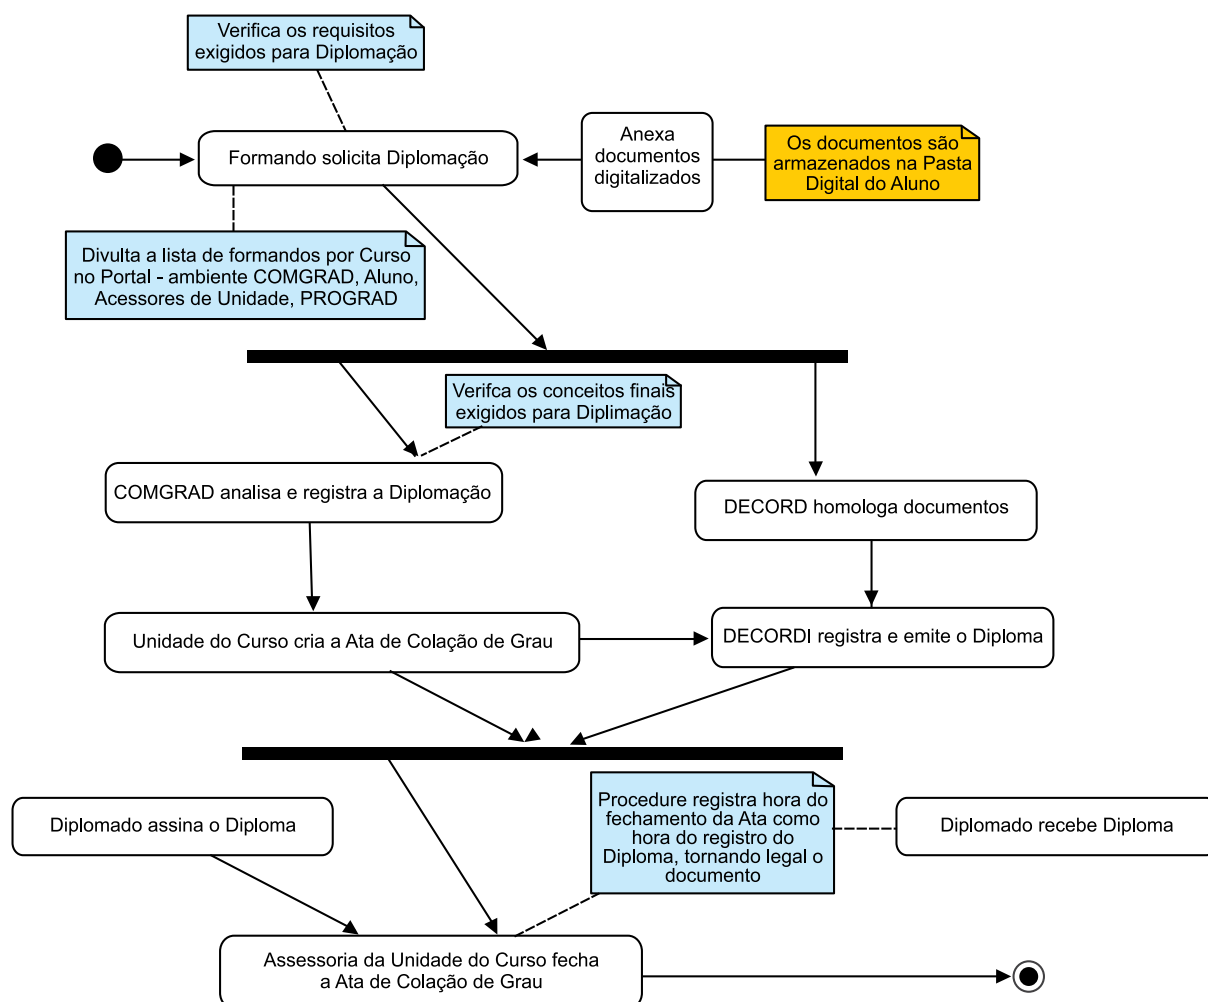 Verifica os requisitos
exigidos para Diplomação
Formando solicita Diplomação
Anexa
documentos
digitalizados
Os documentos são
armazenados na Pasta
Digital do Aluno
Divulta a lista de formandos por Curso
no Portal - ambiente COMGRAD, Aluno,
Acessores de Unidade, PROGRAD
Verifca os conceitos finais
exigidos para Diplimação
COMGRAD analisa e registra a Diplomação
DECORD homologa documentos
Unidade do Curso cria a Ata de Colação de Grau
DECORDI registra e emite o Diploma
Diplomado assina o Diploma
Procedure registra hora do
fechamento da Ata como
hora do registro do
Diploma, tornando legal o
documento
Diplomado recebe Diploma
Assessoria da Unidade do Curso fecha
a Ata de Colação de Grau